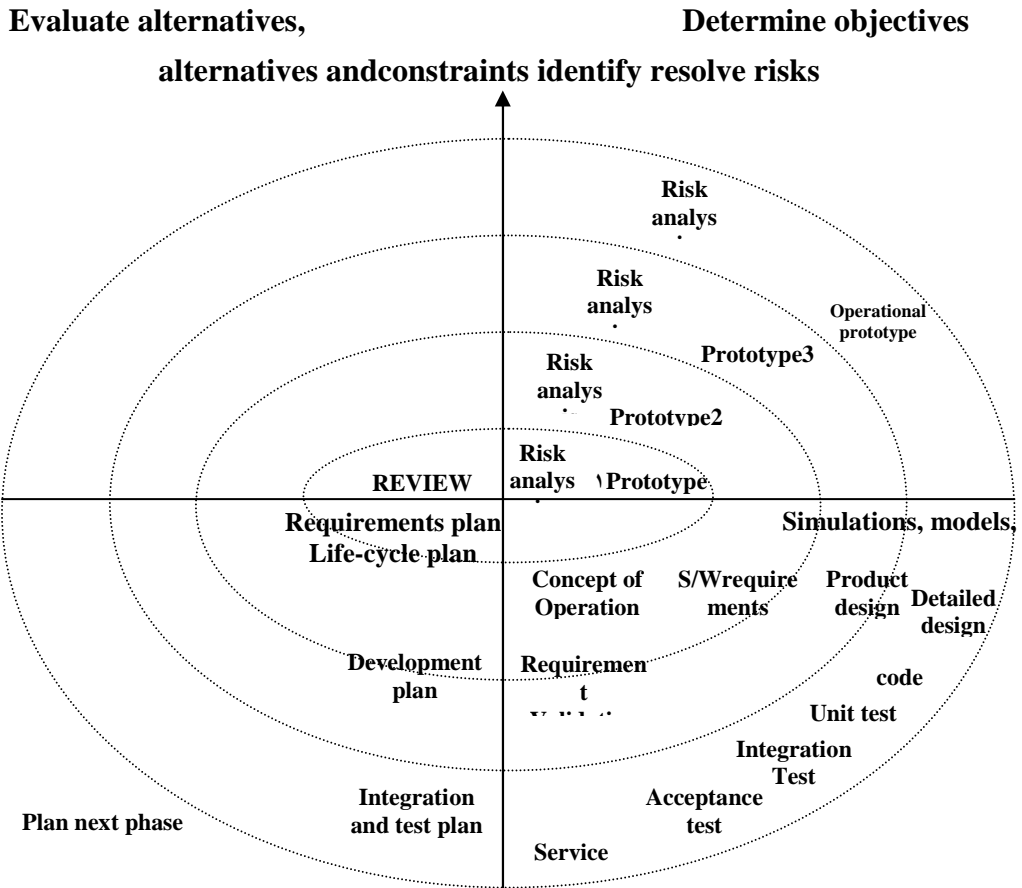 Evaluate alternatives,
Determine objectives
alternatives andconstraints identify resolve risks
Risk
analys
Risk
analys
Operational
prototype
Prototype3
Risk
analys
Prototype2
Risk
analys
Prototype
REVIEW
Requirements plan
Life-cycle plan
Simulations, models,
Concept of
Operation
S/Wrequire
ments
Product
design
Detailed
design
Development
plan
Requiremen
t
code
Unit test
Integration
Test
Integration
and test plan
Acceptance
test
Plan next phase
Service